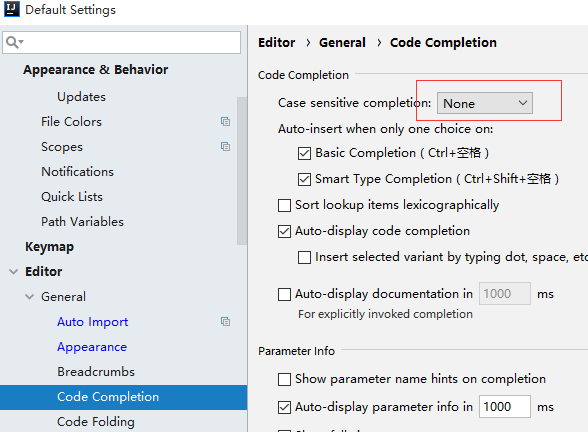 IJ
Default Settings
Appearance & Behavior
Updates
File Colors
Scopes
Notifications
Quick Lists
Path Variables
Keymap
Editor
General
Auto Import
Appearance
Breadcrumbs
Code Completion
Code Folding
Editor › General › Code Completion
Code Completion
Case sensitive completion: None
Auto-insert when only one choice on:
Basic Completion ( Ctrl+空格 )
Smart Type Completion ( Ctrl+Shift+空格 )
Sort lookup items lexicographically
Auto-display code completion
Insert selected variant by typing dot, space, etc
Auto-display documentation in 1000 ms
For explicitly invoked completion
Parameter Info
Show parameter name hints on completion
Auto-display parameter info in 1000 ms